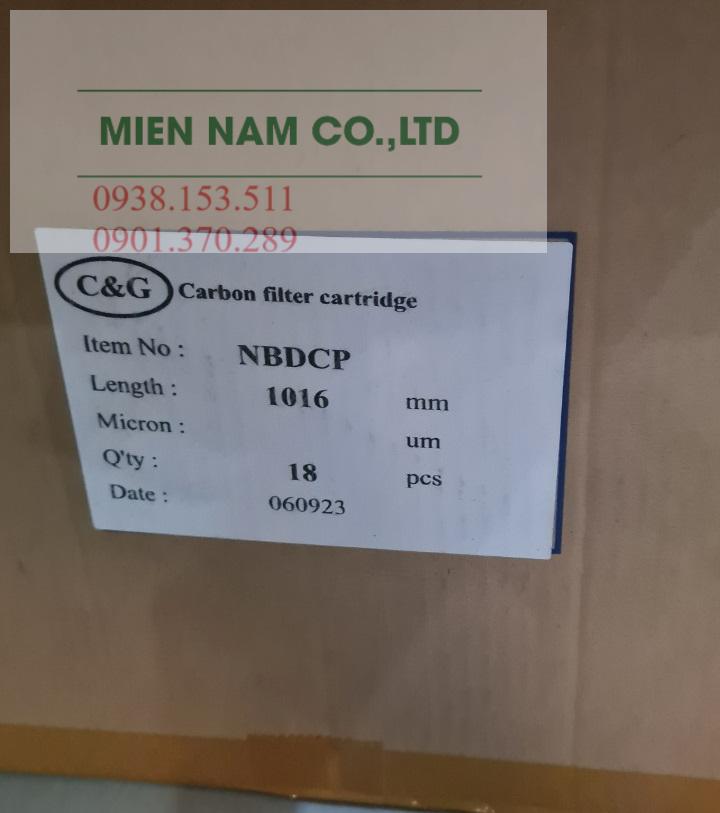 MIEN NAM CO.,LTD
0938.153.511
0901.370.289
C&G Carbon filter cartridge
Item No : NBDCP
Length : 1016 mm
Micron : um
Q'ty : 18 pcs
Date : 060923